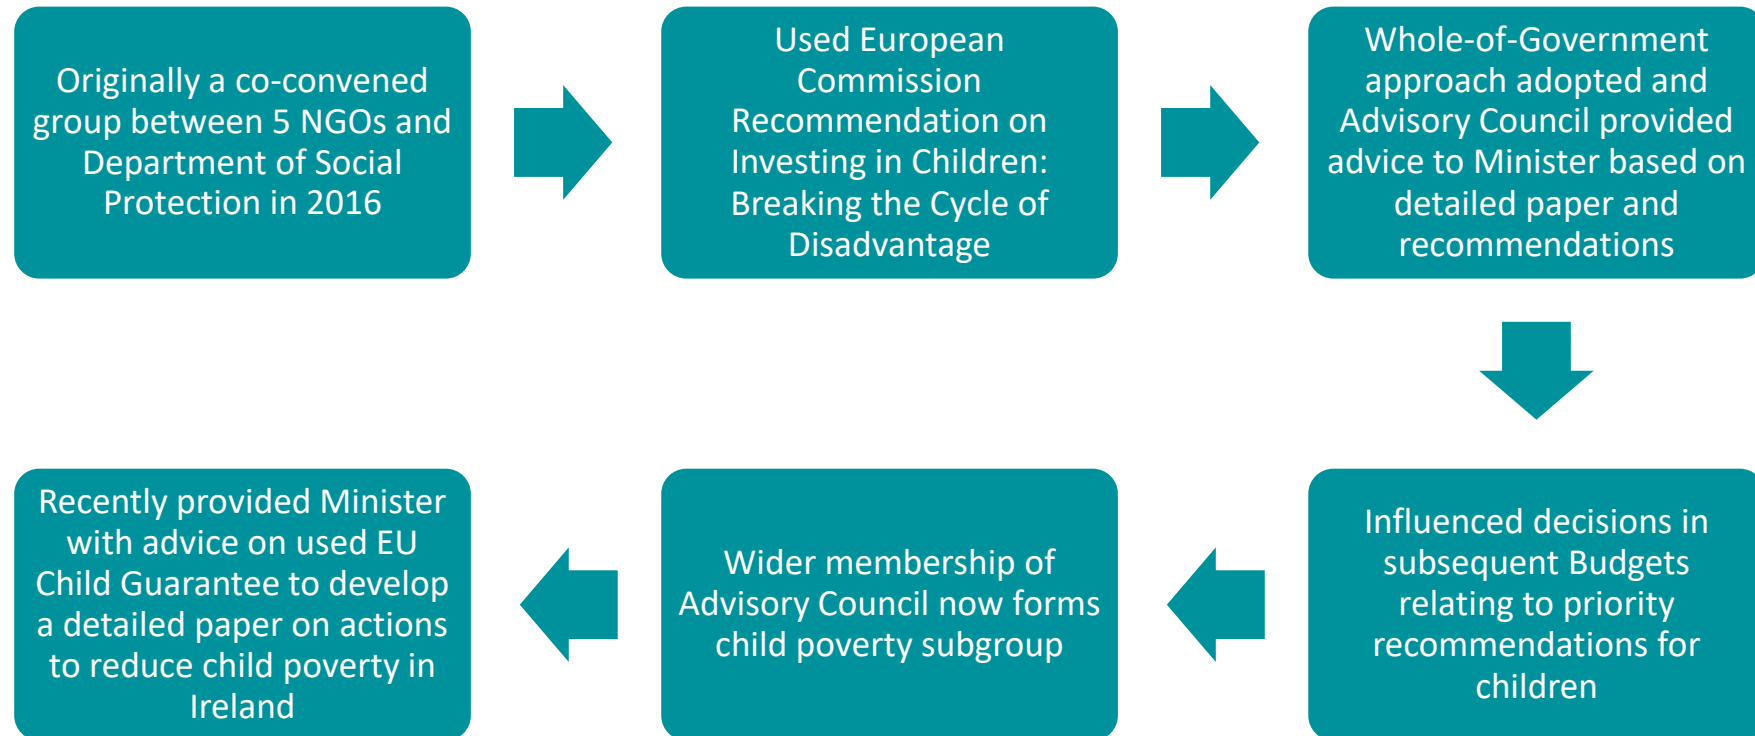 Originally a co-convened
group between 5 NGOs and
Department of Social
Protection in 2016
Used European
Commission
Recommendation on
Investing in Children:
Breaking the Cycle of
Disadvantage
Whole-of-Government
approach adopted and
Advisory Council provided
advice to Minister based on
detailed paper and
recommendations
Influenced decisions in
subsequent Budgets
relating to priority
recommendations for
children
Wider membership of
Advisory Council now forms
child poverty subgroup
Recently provided Minister
with advice on used EU
Child Guarantee to develop
a detailed paper on actions
to reduce child poverty in
Ireland